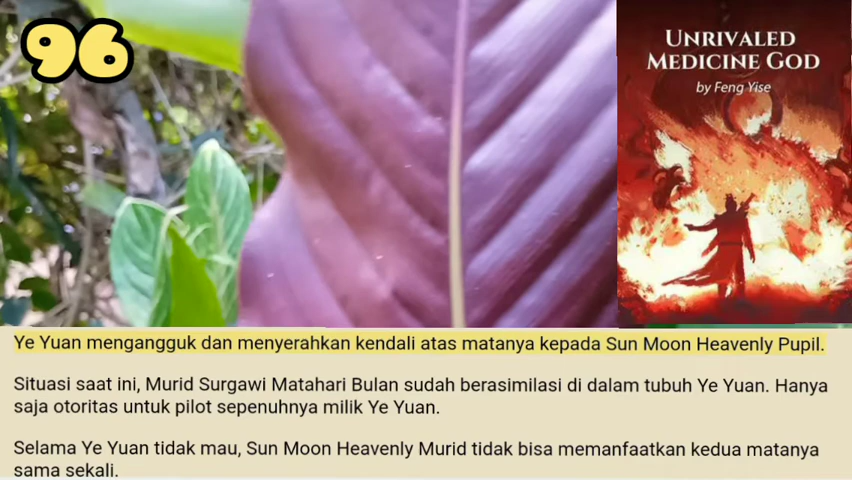 96
UNRIVALED
MEDICINE GOD
by Feng Yise
Ye Yuan mengangguk dan menyerahkan kendali atas matanya kepada Sun Moon Heavenly Pupil.
Situasi saat ini, Murid Surgawi Matahari Bulan sudah berasimilasi di dalam tubuh Ye Yuan. Hanya
saja otoritas untuk pilot sepenuhnya milik Ye Yuan.
Selama Ye Yuan tidak mau, Sun Moon Heavenly Murid tidak bisa memanfaatkan kedua matanya
sama sekali.